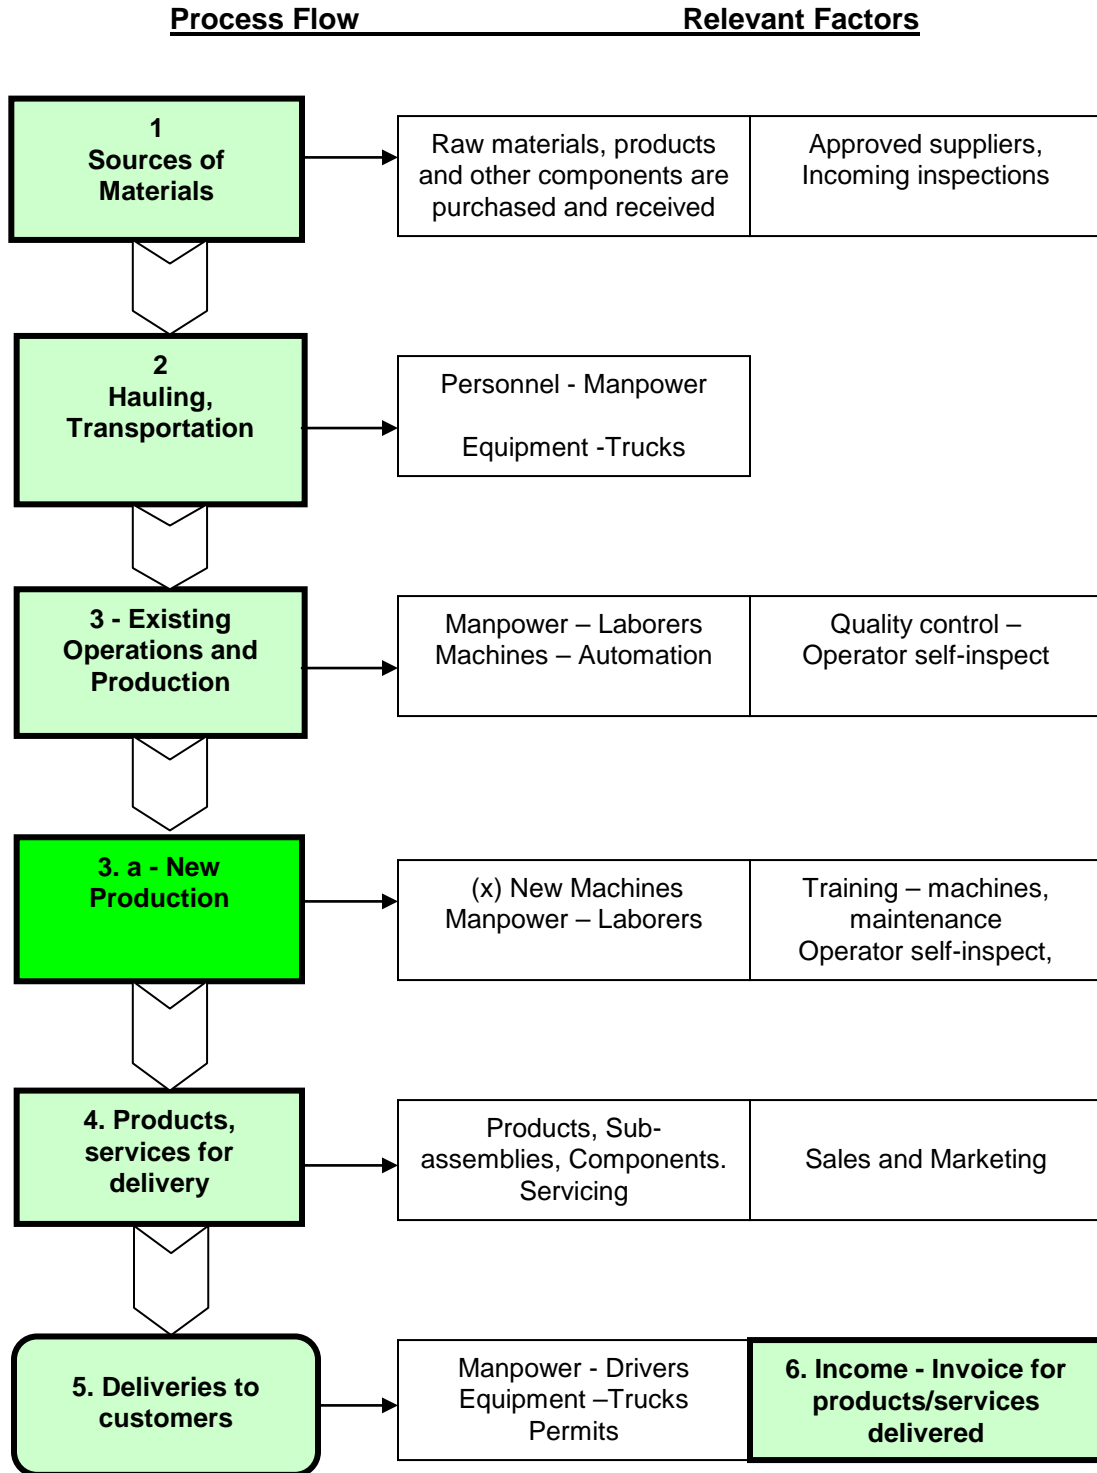 Process Flow
Relevant Factors
1
Sources of
Materials
Raw materials, products
and other components are
purchased and received
Approved suppliers,
Incoming inspections
2
Hauling,
Transportation
Personnel - Manpower
Equipment -Trucks
3 - Existing
Operations and
Production
Manpower – Laborers
Machines – Automation
Quality control –
Operator self-inspect
3. a - New
Production
(x) New Machines
Manpower – Laborers
Training – machines,
maintenance
Operator self-inspect,
4. Products,
services for
delivery
Products, Sub-
assemblies, Components.
Servicing
Sales and Marketing
5. Deliveries to
customers
Manpower - Drivers
Equipment –Trucks
Permits
6. Income - Invoice for
products/services
delivered